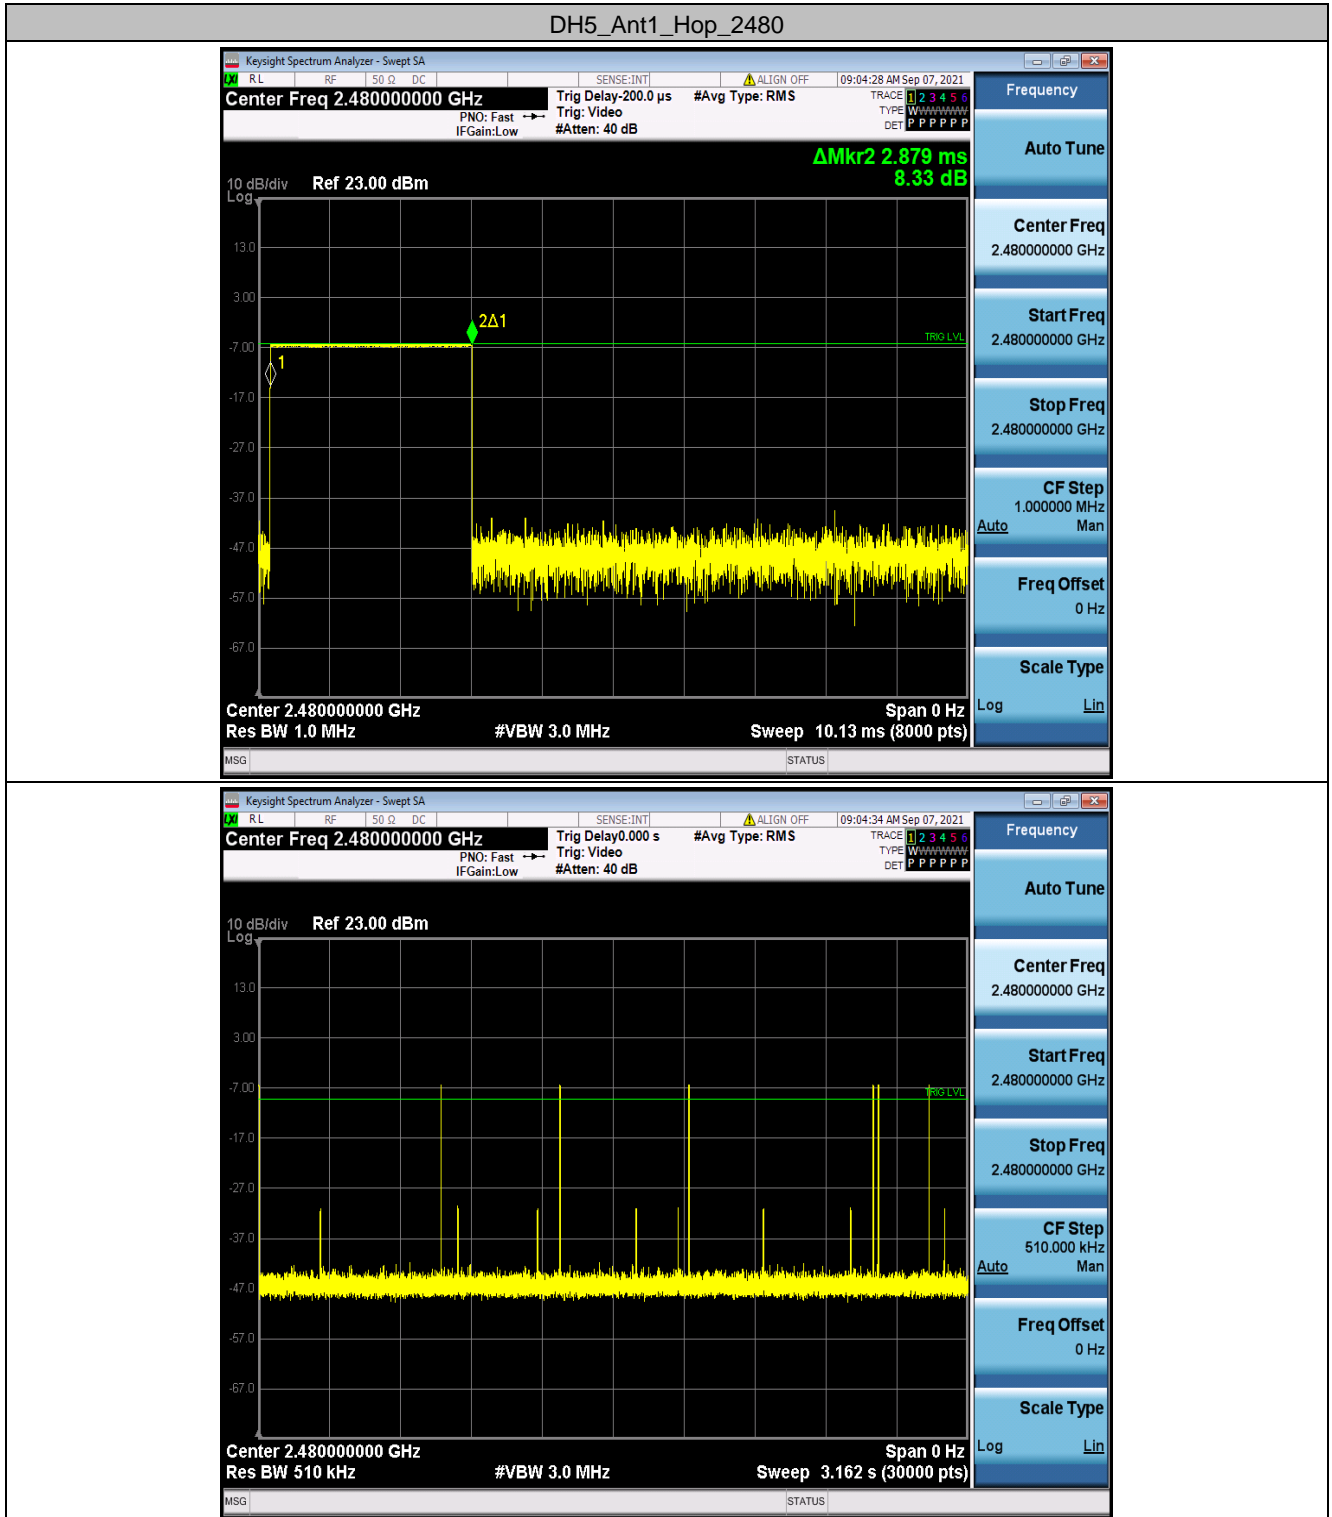 DH5_Ant1_Hop_2480
Keysight Spectrum Analyzer - Swept SA
LXI RL RF 50 Ω DC SENSE:INT ALIGN OFF 09:04:28 AM Sep 07, 2021
Center Freq 2.480000000 GHz
PNO: Fast
IFGain:Low
Trig Delay-200.0 µs
Trig: Video
#Atten: 40 dB
#Avg Type: RMS
TRACE 1 2 3 4 5 6
TYPE WWWWWW
DET P P P P P P
ΔMkr2 2.879 ms
8.33 dB
10 dB/div
Log
Ref 23.00 dBm
13.0
3.00
-7.00
-17.0
-27.0
-37.0
-47.0
-57.0
-67.0
1
2Δ1
TRIG LVL
Center 2.480000000 GHz
Span 0 Hz
Res BW 1.0 MHz
#VBW 3.0 MHz
Sweep 10.13 ms (8000 pts)
MSG
STATUS
Frequency
Auto Tune
Center Freq
2.480000000 GHz
Start Freq
2.480000000 GHz
Stop Freq
2.480000000 GHz
CF Step
1.000000 MHz
Auto Man
Freq Offset
0 Hz
Scale Type
Log Lin
Keysight Spectrum Analyzer - Swept SA
LXI RL RF 50 Ω DC SENSE:INT ALIGN OFF 09:04:34 AM Sep 07, 2021
Center Freq 2.480000000 GHz
PNO: Fast
IFGain:Low
Trig Delay0.000 s
Trig: Video
#Atten: 40 dB
#Avg Type: RMS
TRACE 1 2 3 4 5 6
TYPE WWWWWW
DET P P P P P P
10 dB/div
Log
Ref 23.00 dBm
13.0
3.00
-7.00
-17.0
-27.0
-37.0
-47.0
-57.0
-67.0
TRIG LVL
Center 2.480000000 GHz
Span 0 Hz
Res BW 510 kHz
#VBW 3.0 MHz
Sweep 3.162 s (30000 pts)
MSG
STATUS
Frequency
Auto Tune
Center Freq
2.480000000 GHz
Start Freq
2.480000000 GHz
Stop Freq
2.480000000 GHz
CF Step
510.000 kHz
Auto Man
Freq Offset
0 Hz
Scale Type
Log Lin